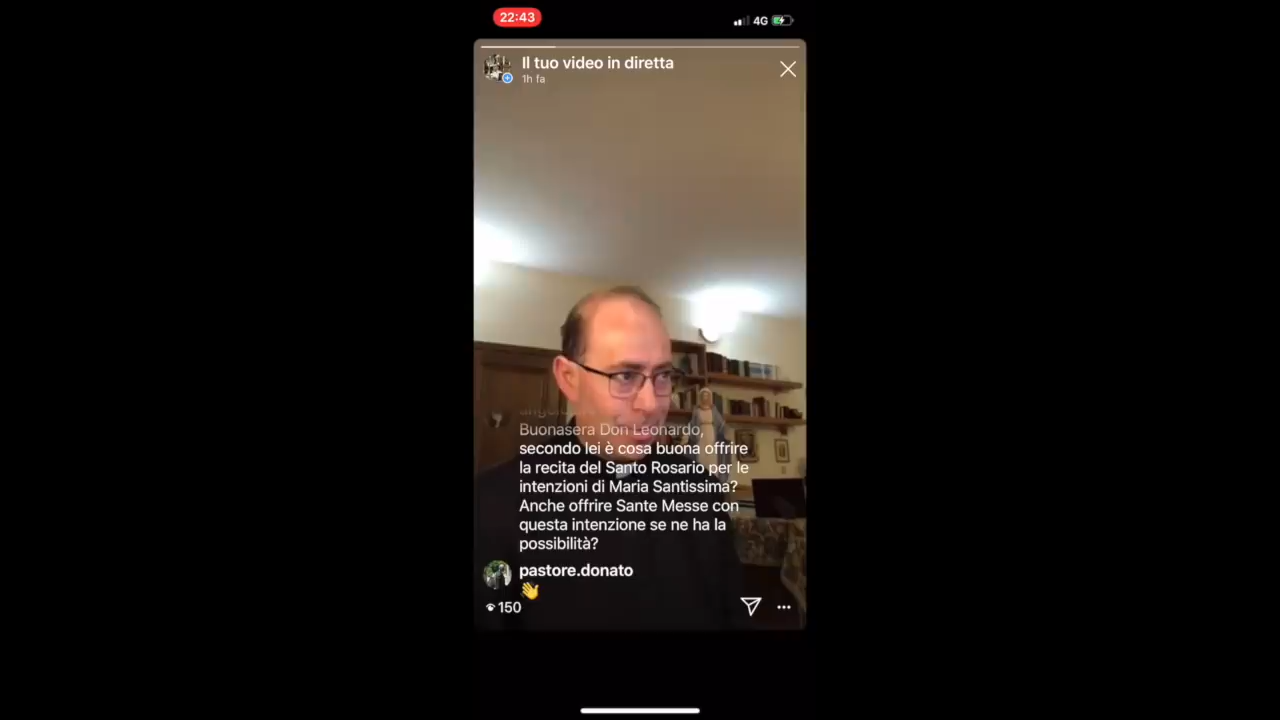 22:43
4G
Il tuo video in diretta
1h fa
Buonasera Don Leonardo,
secondo lei è cosa buona offrire
la recita del Santo Rosario per le
intenzioni di Maria Santissima?
Anche offrire Sante Messe con
questa intenzione se ne ha la
possibilità?
pastore.donato
👋
150